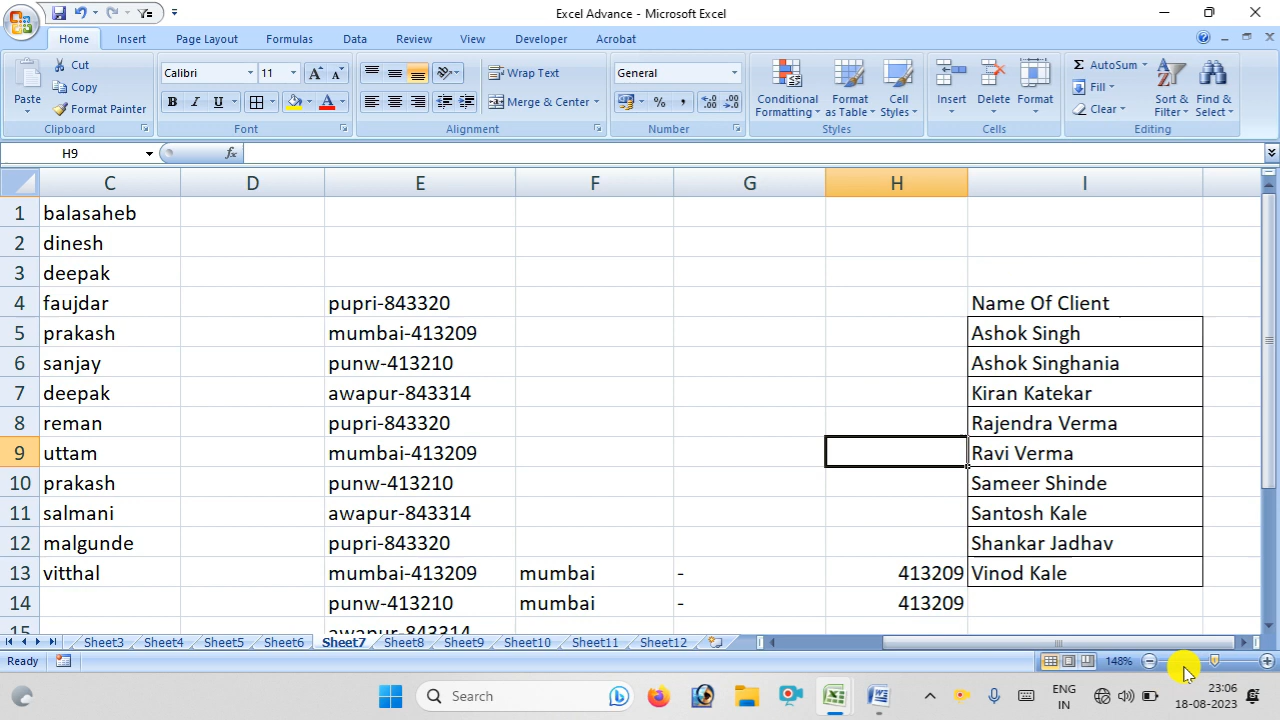 Excel Advance - Microsoft Excel
Home Insert Page Layout Formulas Data Review View Developer Acrobat
Paste
Cut
Copy
Format Painter
Clipboard
Calibri 11
B I U
Font
Wrap Text
Merge & Center
Alignment
General
% ,
Number
Conditional Formatting
Format as Table
Cell Styles
Styles
Insert Delete Format
Cells
AutoSum
Fill
Clear
Sort & Filter
Find & Select
Editing
H9 fx
C D E F G H I
1 balasaheb
2 dinesh
3 deepak
4 faujdar pupri-843320 Name Of Client
5 prakash mumbai-413209 Ashok Singh
6 sanjay punw-413210 Ashok Singhania
7 deepak awapur-843314 Kiran Katekar
8 reman pupri-843320 Rajendra Verma
9 uttam mumbai-413209 Ravi Verma
10 prakash punw-413210 Sameer Shinde
11 salmani awapur-843314 Santosh Kale
12 malgunde pupri-843320 Shankar Jadhav
13 vitthal mumbai-413209 mumbai - 413209 Vinod Kale
14 punw-413210 mumbai - 413209
15 awapur-843314
Sheet3 Sheet4 Sheet5 Sheet6 Sheet7 Sheet8 Sheet9 Sheet10 Sheet11 Sheet12
Ready 148%
Search
ENG
IN
23:06
18-08-2023